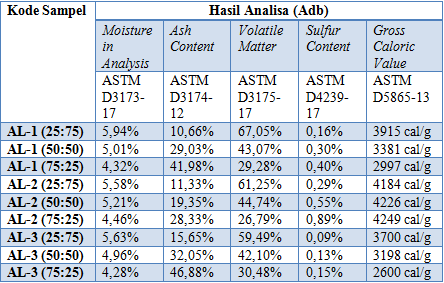 Kode Sampel Hasil Analisa (Adb)
Moisture in Analysis Ash Content Volatile Matter Sulfur Content Gross Caloric Value
ASTM D3173-17 ASTM D3174-12 ASTM D3175-17 ASTM D4239-17 ASTM D5865-13
AL-1 (25:75) 5,94% 10,66% 67,05% 0,16% 3915 cal/g
AL-1 (50:50) 5,01% 29,03% 43,07% 0,30% 3381 cal/g
AL-1 (75:25) 4,32% 41,98% 29,28% 0,40% 2997 cal/g
AL-2 (25:75) 5,58% 11,33% 61,25% 0,29% 4184 cal/g
AL-2 (50:50) 5,21% 19,35% 44,74% 0,55% 4226 cal/g
AL-2 (75:25) 4,46% 28,33% 26,79% 0,89% 4249 cal/g
AL-3 (25:75) 5,63% 15,65% 59,49% 0,09% 3700 cal/g
AL-3 (50:50) 4,96% 32,05% 42,10% 0,13% 3198 cal/g
AL-3 (75:25) 4,28% 46,88% 30,48% 0,15% 2600 cal/g